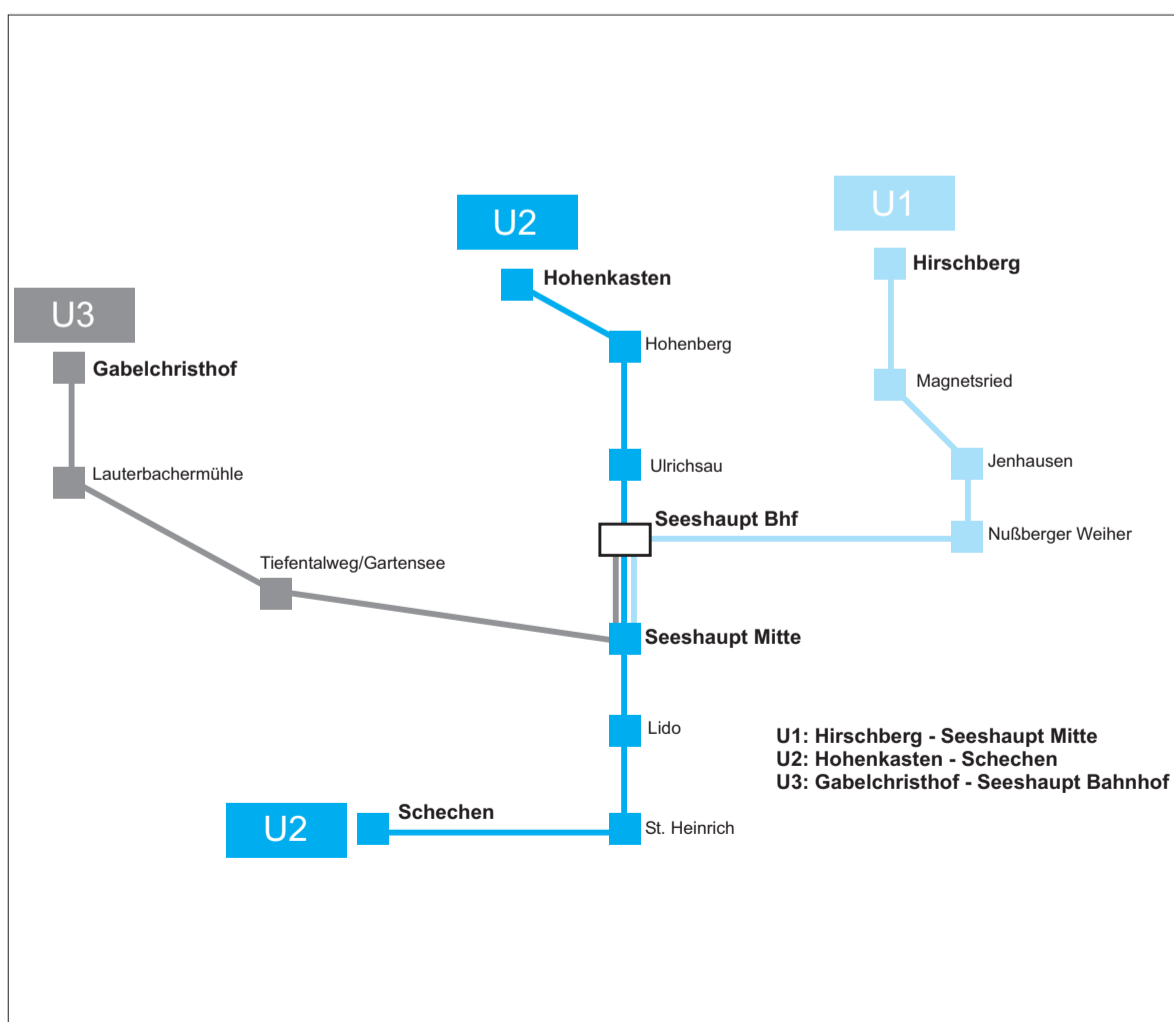 U1
U2
Hirschberg
Hohenkasten
U3
Hohenberg
Gabelchristhof
Magnetsried
Jenhausen
Ulrichsau
Lauterbachermühle
Seeshaupt Bhf
Nußberger Weiher
Tiefentalweg/Gartensee
Seeshaupt Mitte
Lido
U1: Hirschberg - Seeshaupt Mitte
U2: Hohenkasten - Schechen
U3: Gabelchristhof - Seeshaupt Bahnhof
Schechen
U2
St. Heinrich